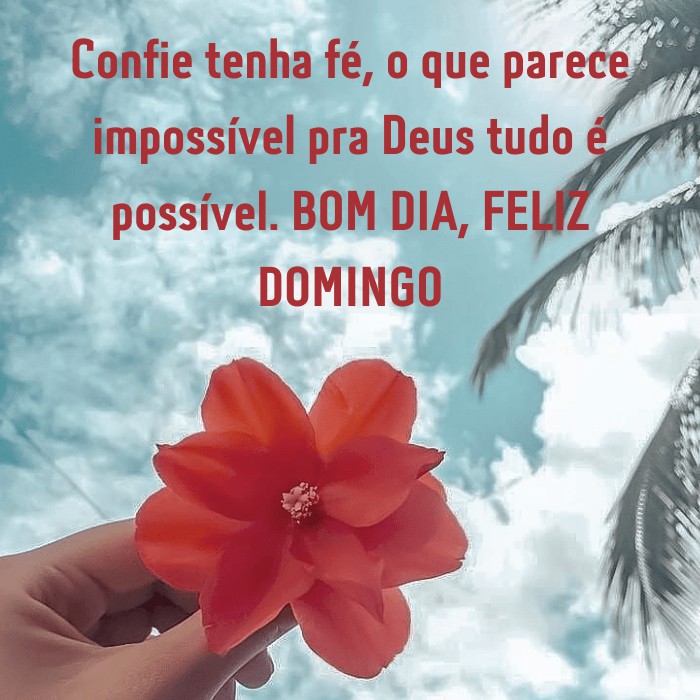 Confie tenha fé, o que parece
impossível pra Deus tudo é
possível. BOM DIA, FELIZ
DOMINGO